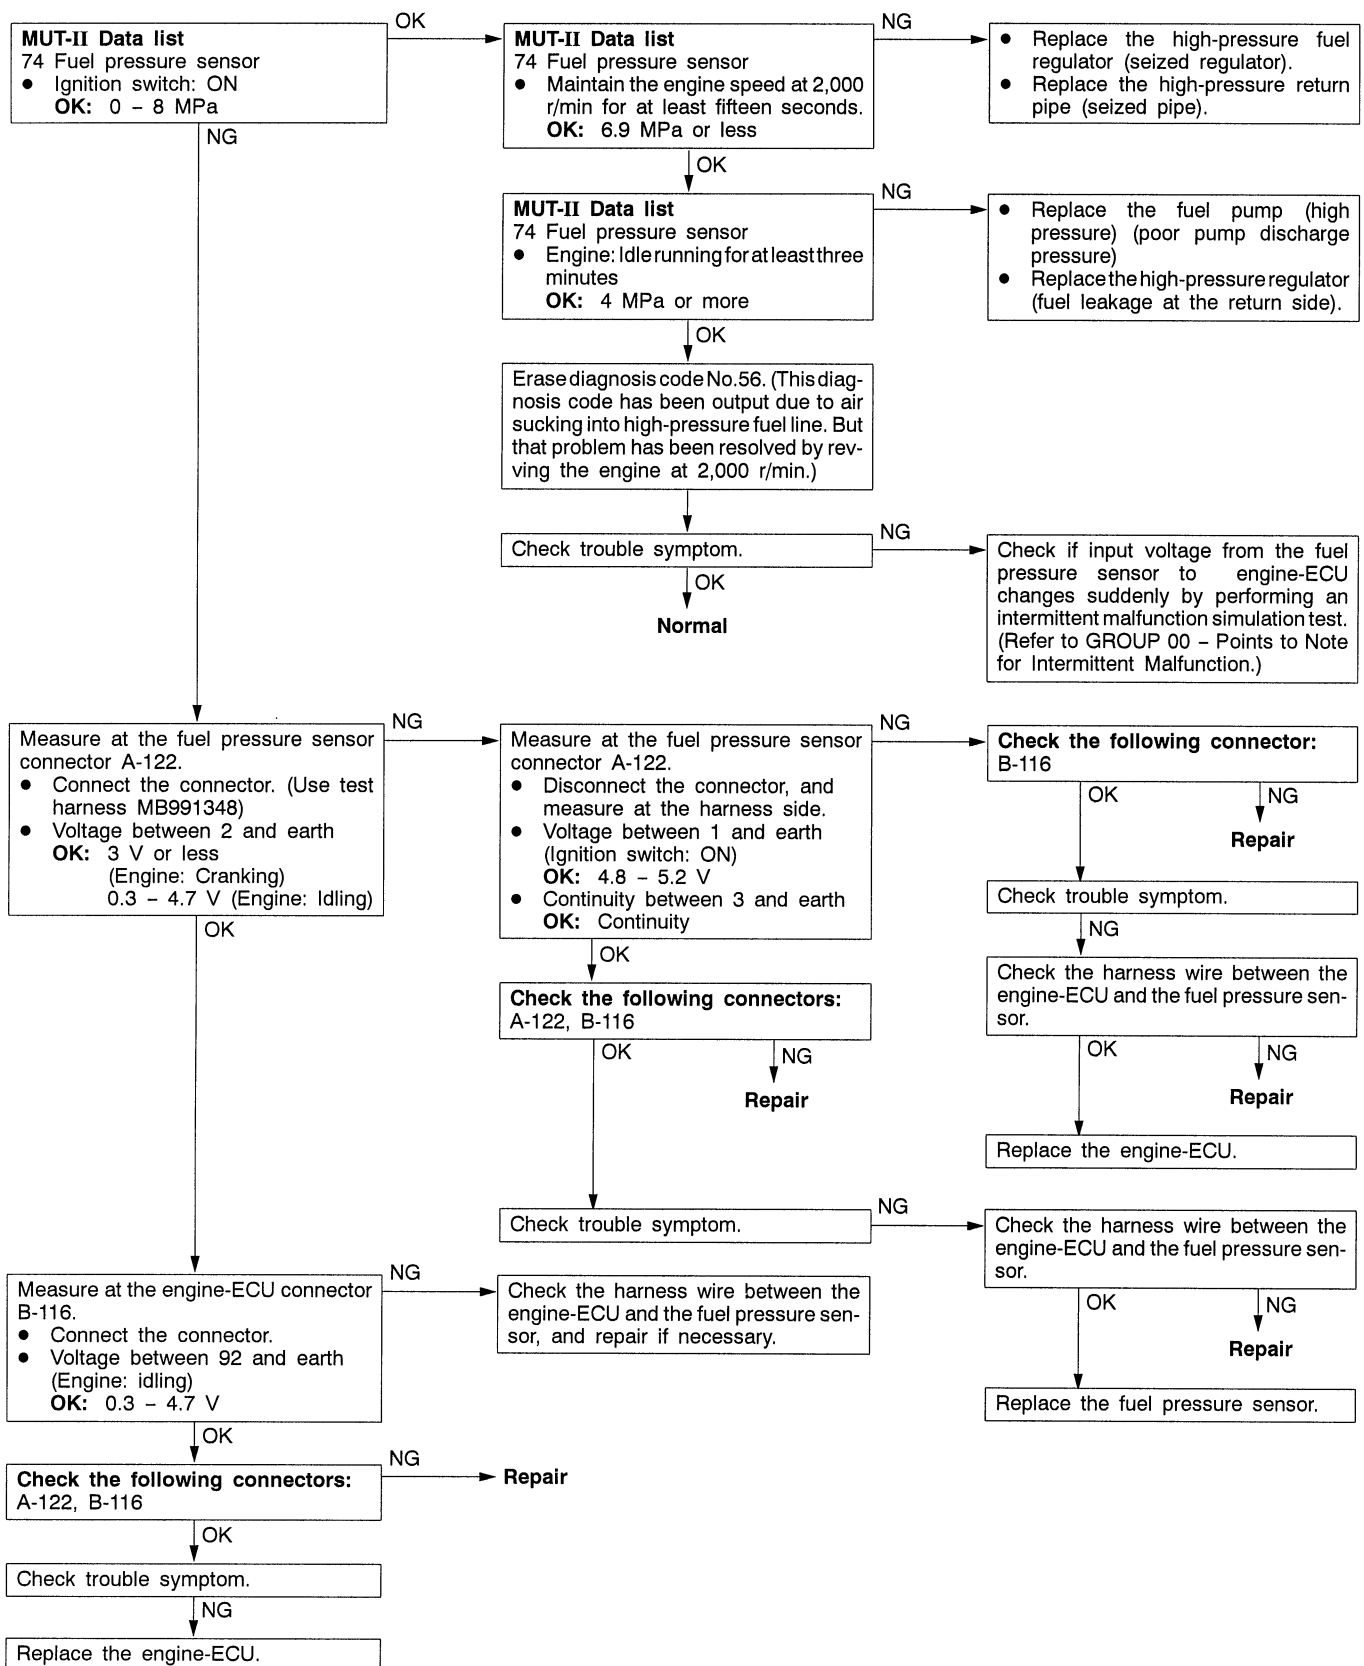 MUT-II Data list
74 Fuel pressure sensor
● Ignition switch: ON
OK: 0 – 8 MPa
OK
NG
MUT-II Data list
74 Fuel pressure sensor
● Maintain the engine speed at 2,000
r/min for at least fifteen seconds.
OK: 6.9 MPa or less
NG
● Replace the high-pressure fuel
regulator (seized regulator).
● Replace the high-pressure return
pipe (seized pipe).
OK
MUT-II Data list
74 Fuel pressure sensor
● Engine: Idle running for at least three
minutes
OK: 4 MPa or more
NG
● Replace the fuel pump (high
pressure) (poor pump discharge
pressure)
● Replace the high-pressure regulator
(fuel leakage at the return side).
OK
Erase diagnosis code No.56. (This diag-
nosis code has been output due to air
sucking into high-pressure fuel line. But
that problem has been resolved by rev-
ving the engine at 2,000 r/min.)
Check trouble symptom.
NG
Check if input voltage from the fuel
pressure sensor to engine-ECU
changes suddenly by performing an
intermittent malfunction simulation test.
(Refer to GROUP 00 – Points to Note
for Intermittent Malfunction.)
OK
Normal
Measure at the fuel pressure sensor
connector A-122.
● Connect the connector. (Use test
harness MB991348)
● Voltage between 2 and earth
OK: 3 V or less
(Engine: Cranking)
0.3 – 4.7 V (Engine: Idling)
NG
OK
Measure at the fuel pressure sensor
connector A-122.
● Disconnect the connector, and
measure at the harness side.
● Voltage between 1 and earth
(Ignition switch: ON)
OK: 4.8 – 5.2 V
● Continuity between 3 and earth
OK: Continuity
NG
Check the following connector:
B-116
OK
NG
Repair
Check trouble symptom.
NG
Check the harness wire between the
engine-ECU and the fuel pressure sen-
sor.
OK
NG
Repair
Replace the engine-ECU.
OK
Check the following connectors:
A-122, B-116
OK
NG
Repair
Check trouble symptom.
NG
Check the harness wire between the
engine-ECU and the fuel pressure sen-
sor.
OK
NG
Repair
Replace the fuel pressure sensor.
Measure at the engine-ECU connector
B-116.
● Connect the connector.
● Voltage between 92 and earth
(Engine: idling)
OK: 0.3 – 4.7 V
NG
Check the harness wire between the
engine-ECU and the fuel pressure sen-
sor, and repair if necessary.
OK
Check the following connectors:
A-122, B-116
NG
Repair
OK
Check trouble symptom.
NG
Replace the engine-ECU.